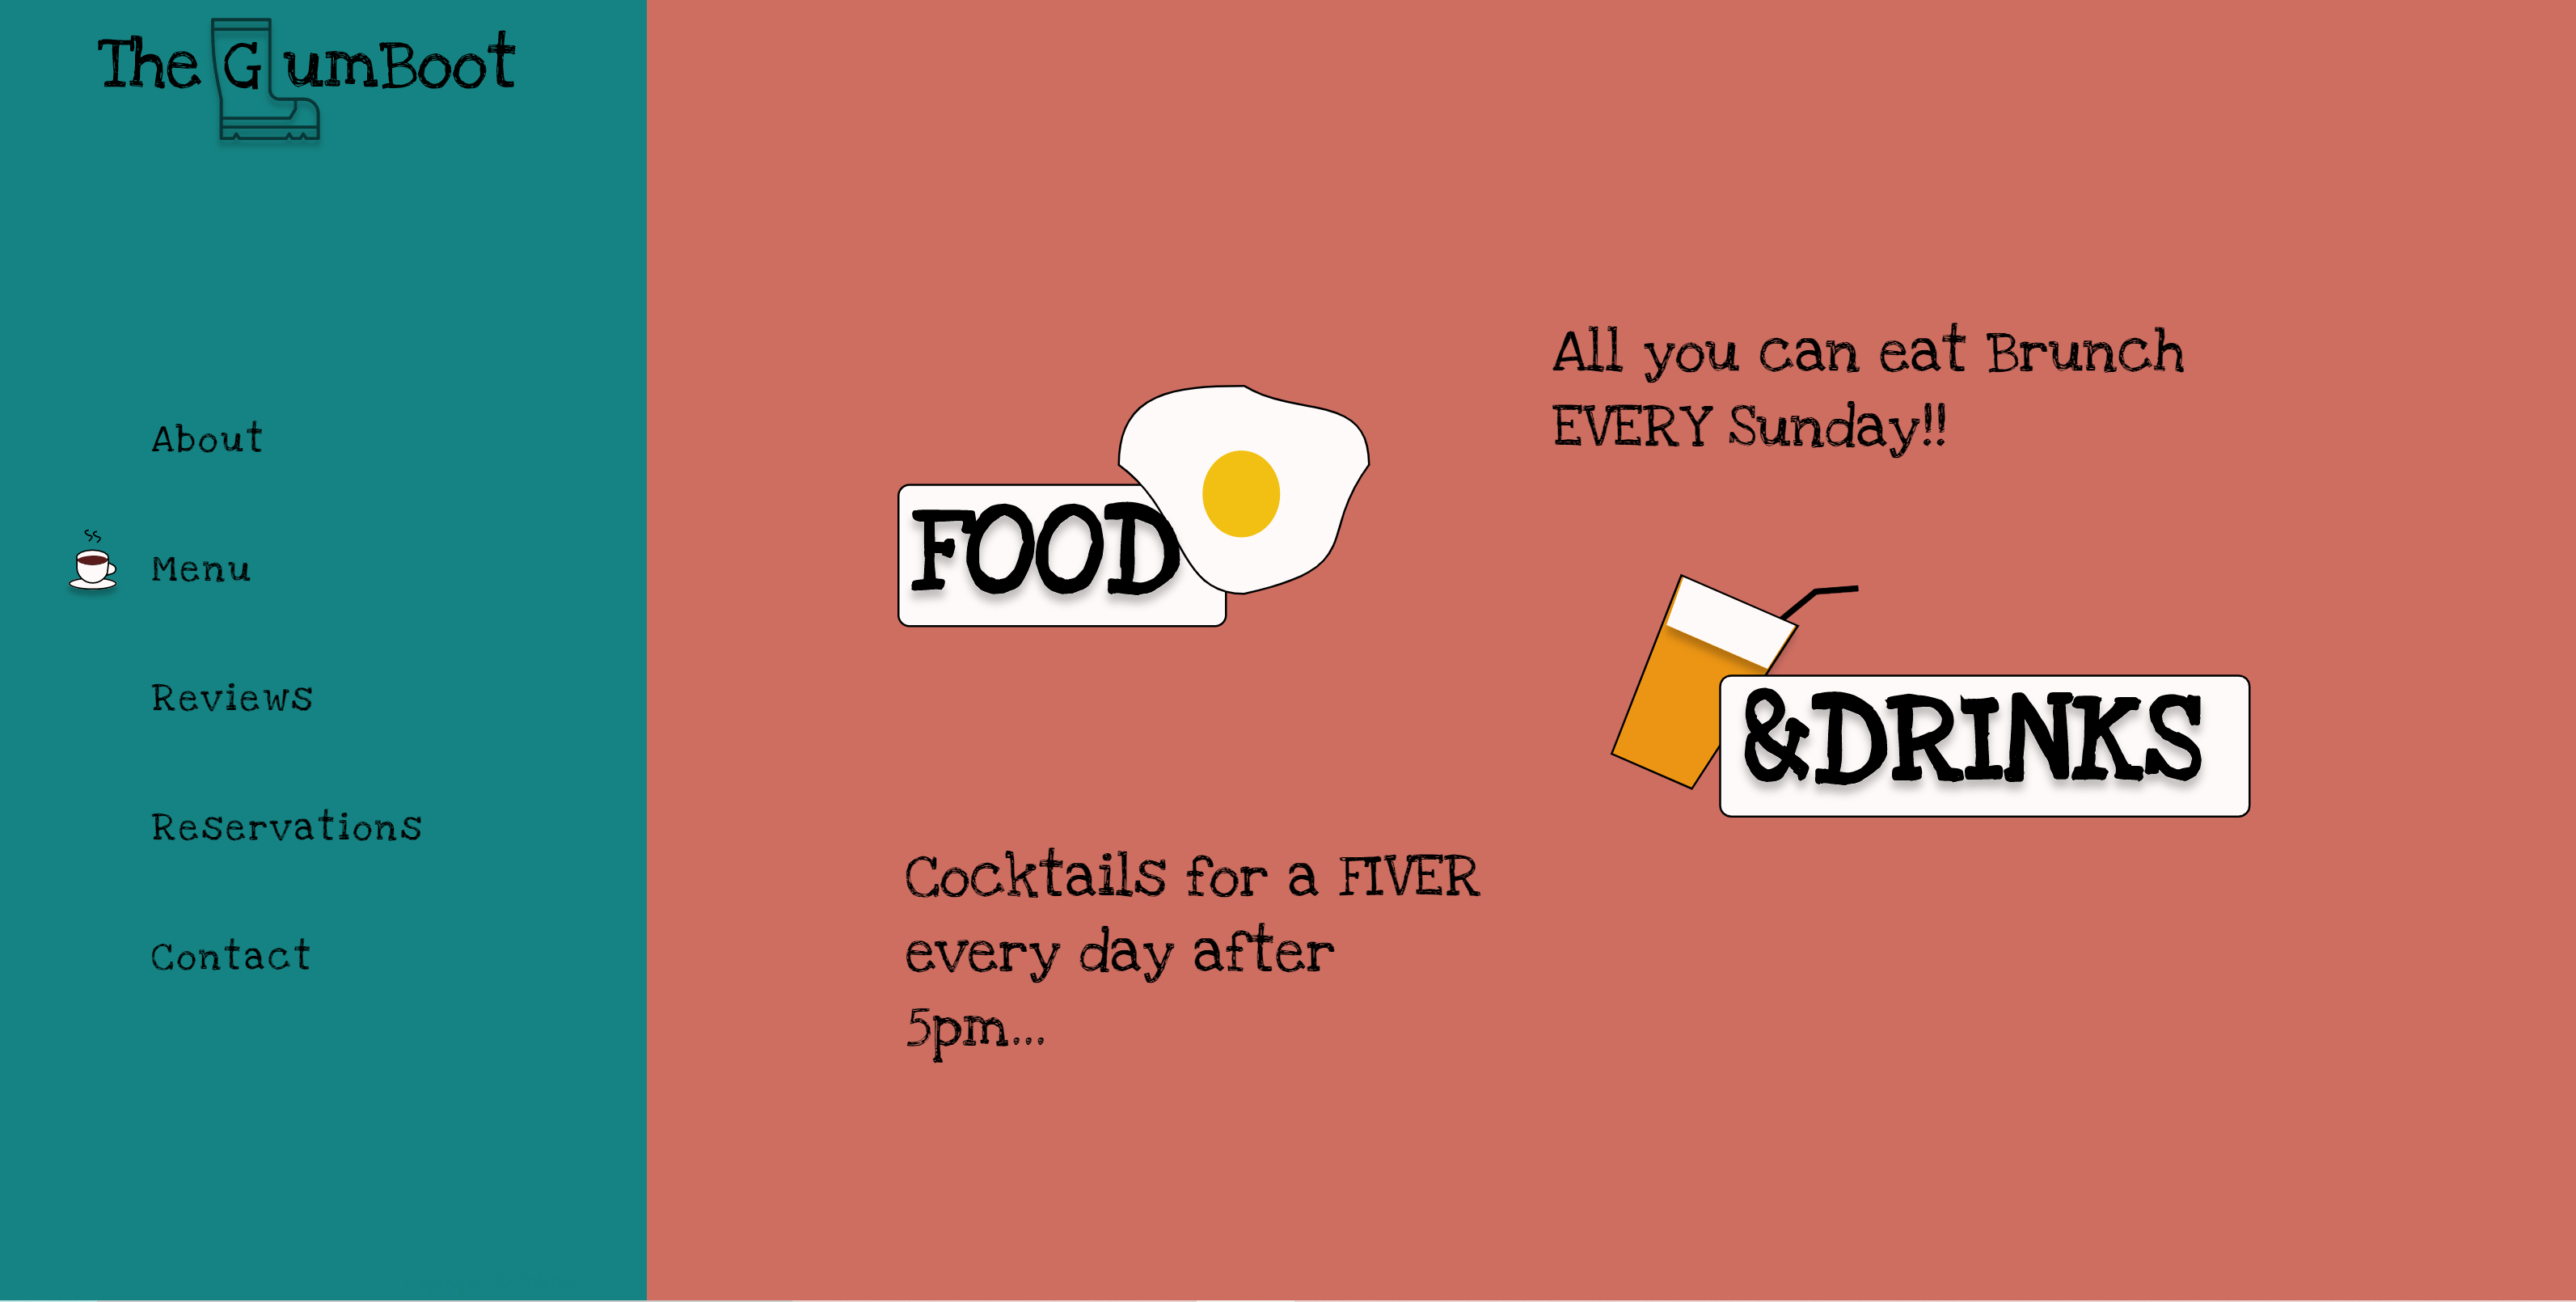 The GumBoot
About
Menu
Reviews
Reservations
Contact
FOOD
All you can eat Brunch
EVERY Sunday!!
&DRINKS
Cocktails for a FIVER
every day after
5pm...